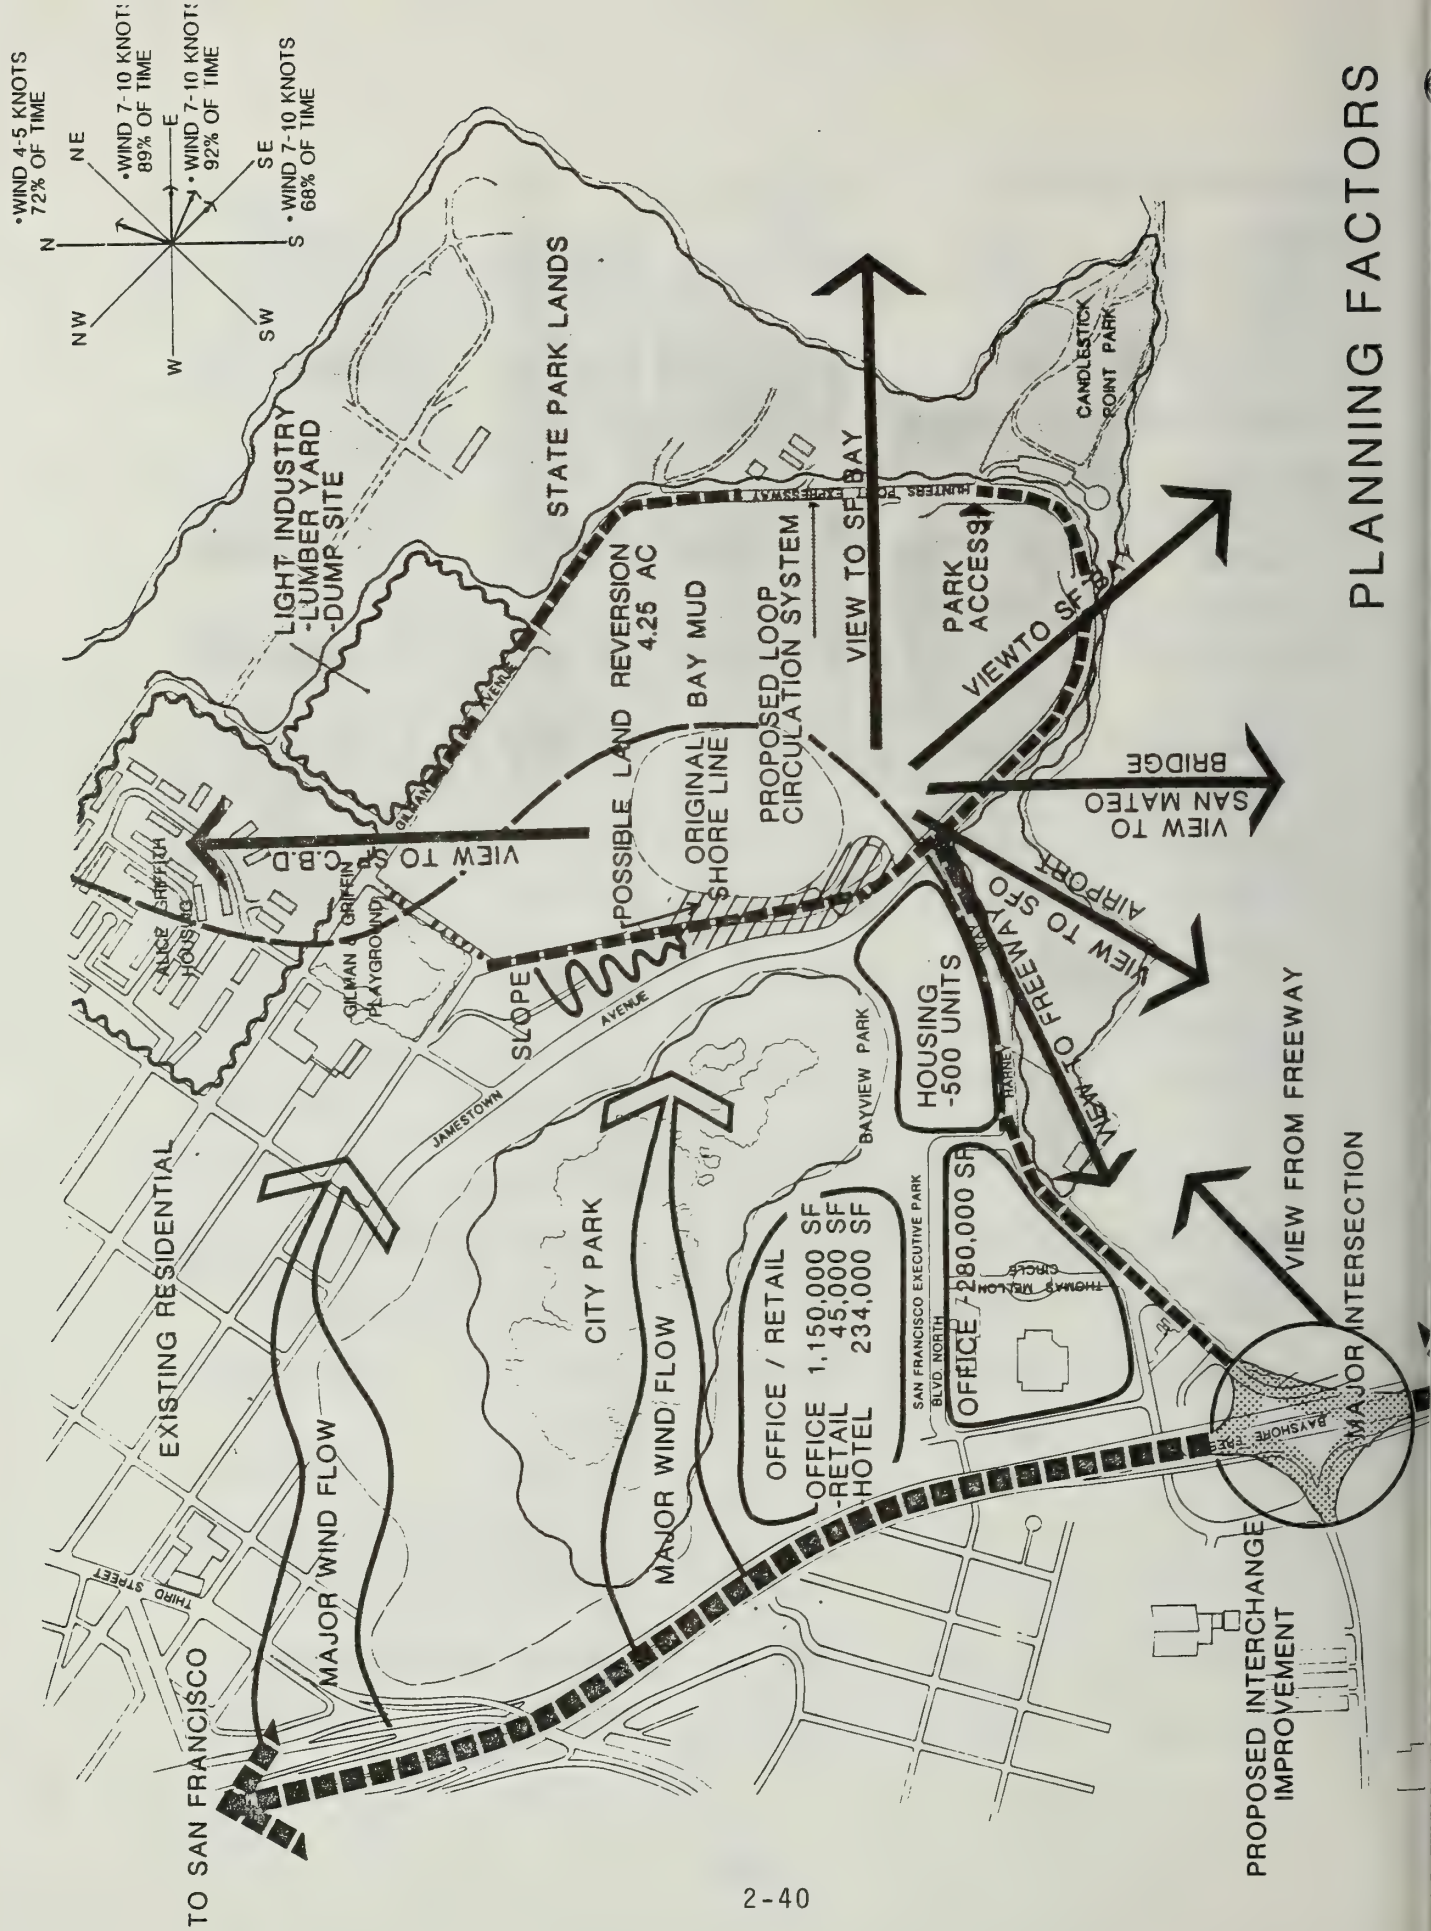 •WIND 4-5 KNOTS
72% OF TIME
•WIND 7-10 KNOTS
89% OF TIME
•WIND 7-10 KNOTS
92% OF TIME
•WIND 7-10 KNOTS
68% OF TIME
N
NE
E
SE
S
SW
W
NW
TO SAN FRANCISCO
THIRD STREET
EXISTING RESIDENTIAL
MAJOR WIND FLOW
ALICE GRIFFITH
HOUSING
GILMAN & GRIFFIN
PLAYGROUND
VIEW TO S.F.
C.B.D.
LIGHT INDUSTRY
-LUMBER YARD
-DUMP SITE
GILMAN
AVENUE
STATE PARK LANDS
JAMESTOWN
AVENUE
SLOPE
POSSIBLE LAND REVERSION
4.25 AC
ORIGINAL BAY MUD
SHORE LINE
PROPOSED LOOP
CIRCULATION SYSTEM
HUNTERS POINT EXPRESSWAY
CITY PARK
MAJOR WIND FLOW
BAYVIEW PARK
VIEW TO SF BAY
PARK
ACCESS
CANDLESTICK
POINT PARK
VIEW TO SF BAY
OFFICE / RETAIL
-OFFICE 1,150,000 SF
-RETAIL 45,000 SF
-HOTEL 234,000 SF
SAN FRANCISCO EXECUTIVE PARK
BLVD. NORTH
OFFICE -280,000 SF
THOMAS MELLON
CIRCLE
HOUSING
-500 UNITS
HARNEY
WAY
VIEW TO FREEWAY
VIEW TO SFO
AIRPORT
VIEW TO
SAN MATEO
BRIDGE
VIEW FROM FREEWAY
MAJOR INTERSECTION
BAYSHORE
PROPOSED INTERCHANGE
IMPROVEMENT
PLANNING FACTORS
2-40